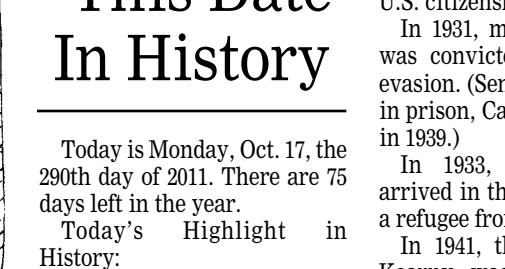 This Date
In History
Today is Monday, Oct. 17, the
290th day of 2011. There are 75
days left in the year.
Today's Highlight in
History:
U.S.
In 1931,
was
evasion.
in prison,
in 1939.)
In 1933,
arrived in
a refugee
In 1941,